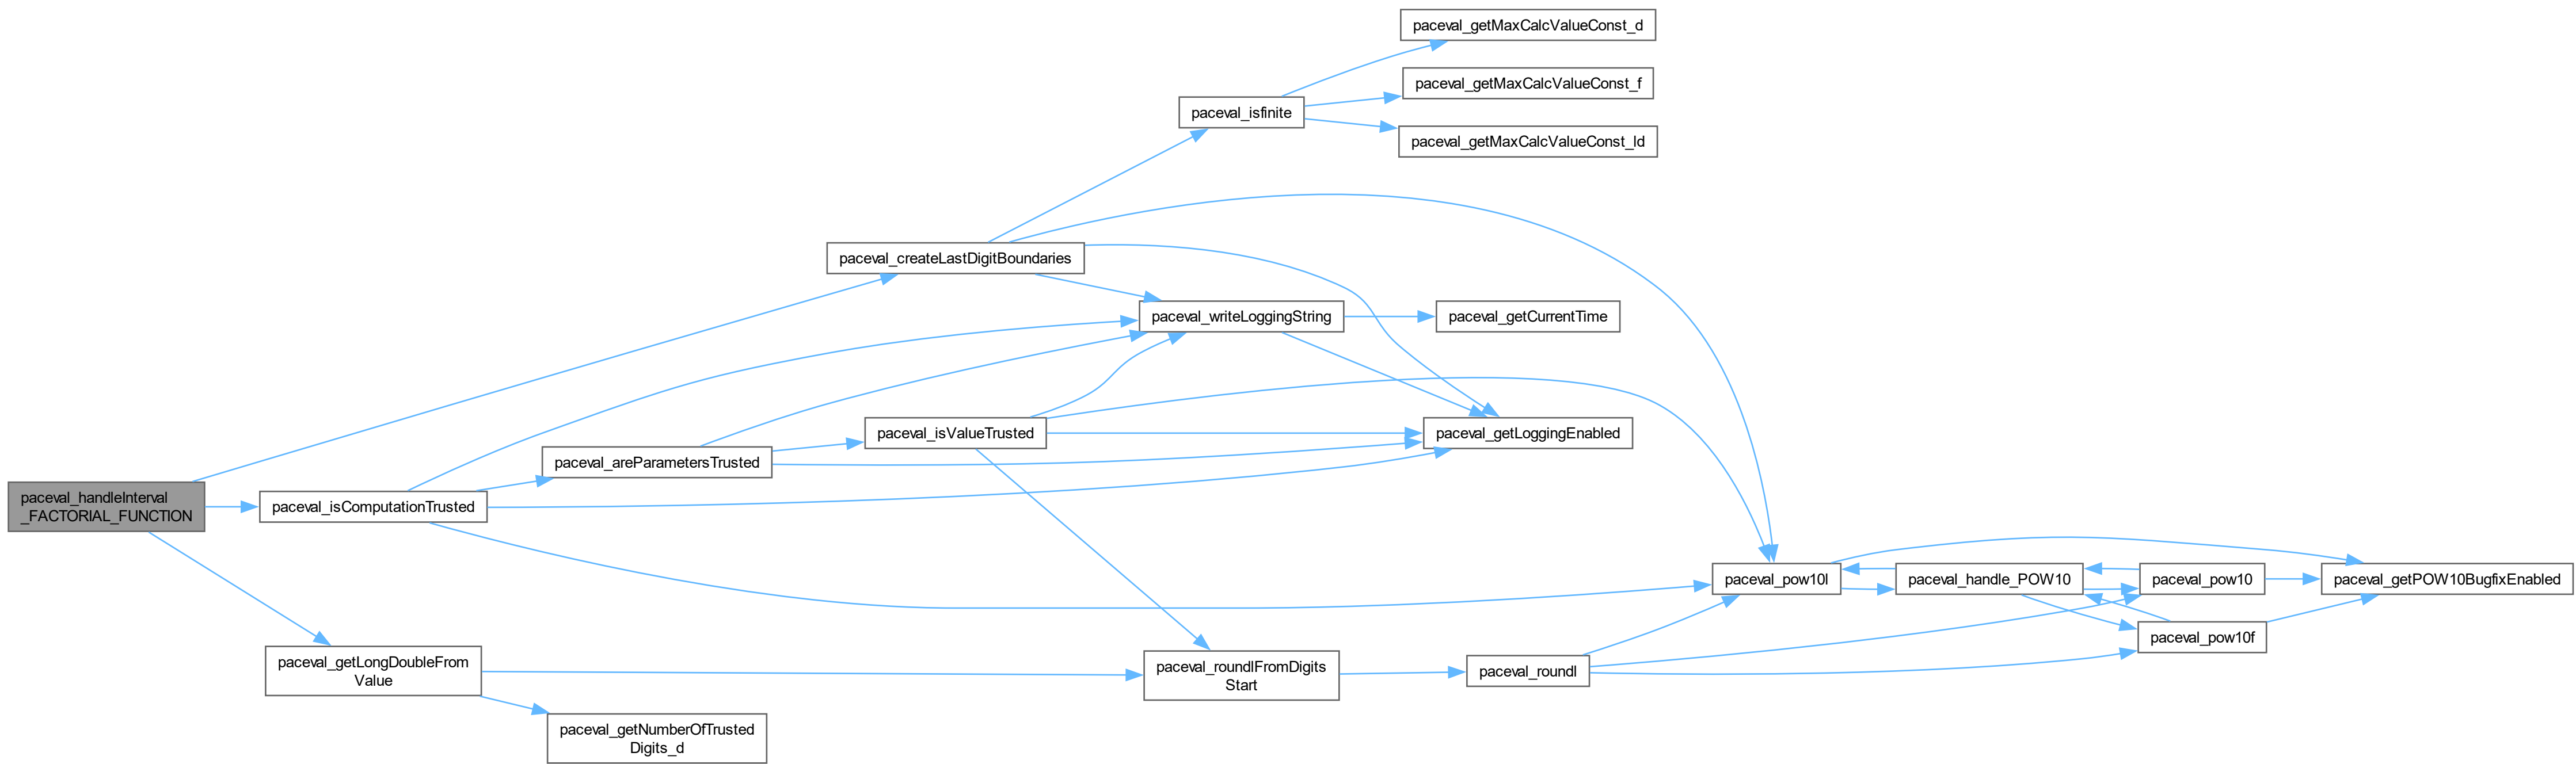 paceval_getMaxCalcValueConst_d
paceval_getMaxCalcValueConst_f
paceval_isfinite
paceval_getMaxCalcValueConst_ld
paceval_createLastDigitBoundaries
paceval_writeLoggingString
paceval_getCurrentTime
paceval_isValueTrusted
paceval_getLoggingEnabled
paceval_areParametersTrusted
paceval_handleInterval
_FACTORIAL_FUNCTION
paceval_isComputationTrusted
paceval_pow10l
paceval_handle_POW10
paceval_pow10
paceval_getPOW10BugfixEnabled
paceval_pow10f
paceval_getLongDoubleFrom
Value
paceval_roundlFromDigits
Start
paceval_roundl
paceval_getNumberOfTrusted
Digits_d